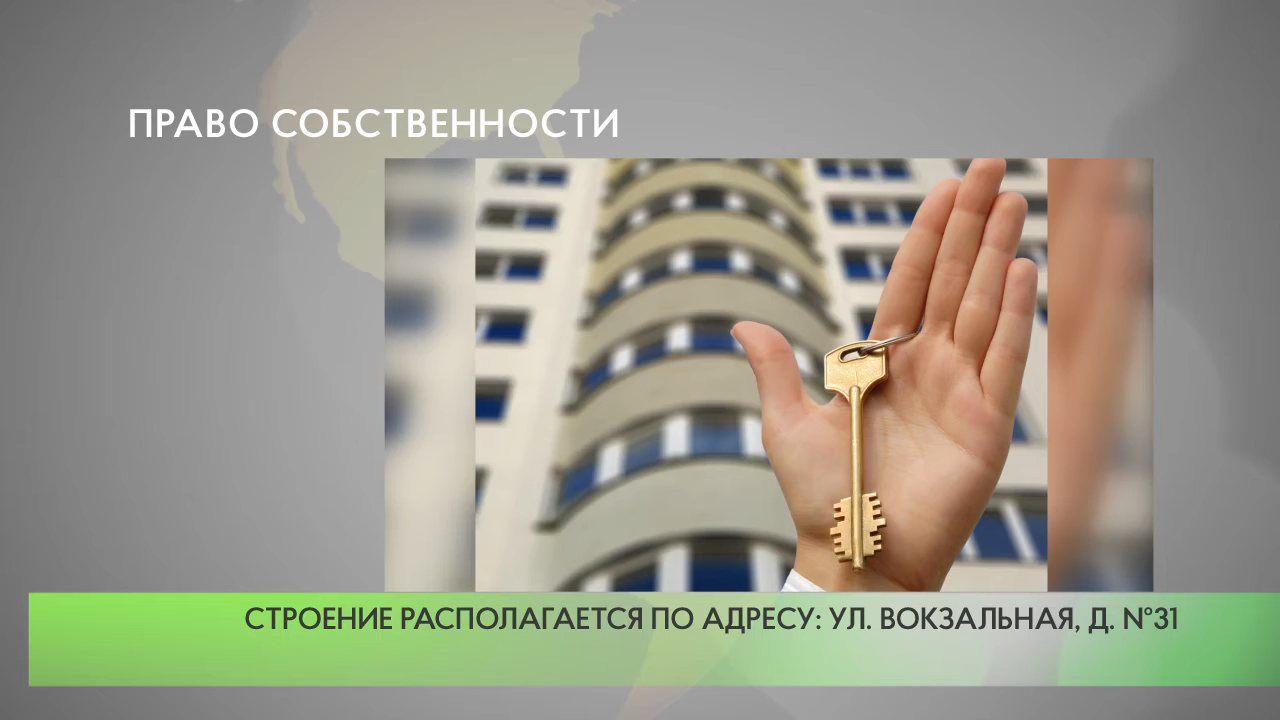 ПРАВО СОБСТВЕННОСТИ
СТРОЕНИЕ РАСПОЛАГАЕТСЯ ПО АДРЕСУ: УЛ. ВОКЗАЛЬНАЯ, Д. №31